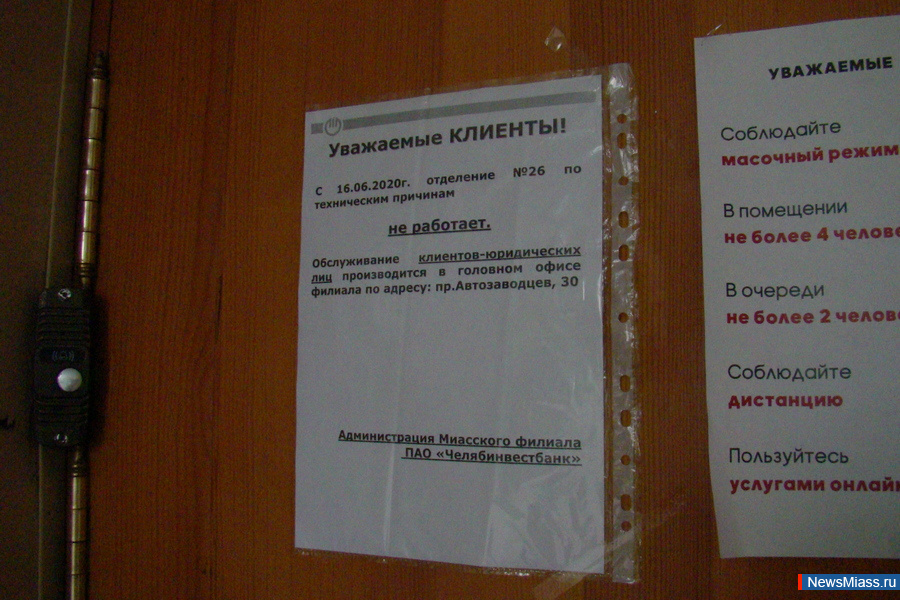 Уважаемые КЛИЕНТЫ!
С 16.06.2020г. отделение №26 по
техническим причинам
не работает.
Обслуживание клиентов-юридических
лиц производится в головном офисе
филиала по адресу: пр.Автозаводцев, 30
Администрация Миасского филиала
ПАО «Челябинвестбанк»
УВАЖАЕМЫЕ
Соблюдайте
масочный режим
В помещении
не более 4 челове
В очереди
не более 2 челове
Соблюдайте
дистанцию
Пользуйтесь
услугами онлайн
NewsMiass.ru